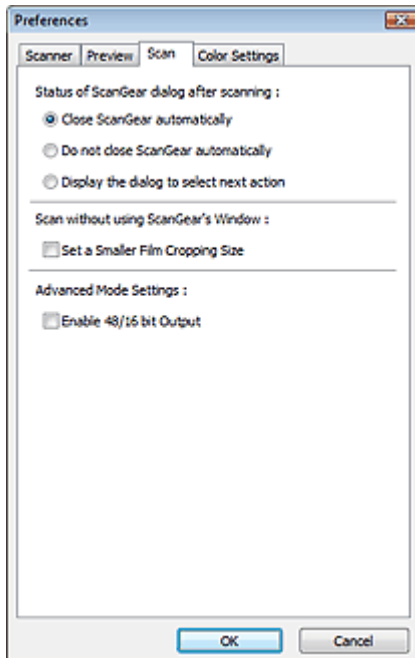 Preferences
Scanner Preview Scan Color Settings
Status of ScanGear dialog after scanning :
Close ScanGear automatically
Do not close ScanGear automatically
Display the dialog to select next action
Scan without using ScanGear's Window :
Set a Smaller Film Cropping Size
Advanced Mode Settings :
Enable 48/16 bit Output
OK Cancel